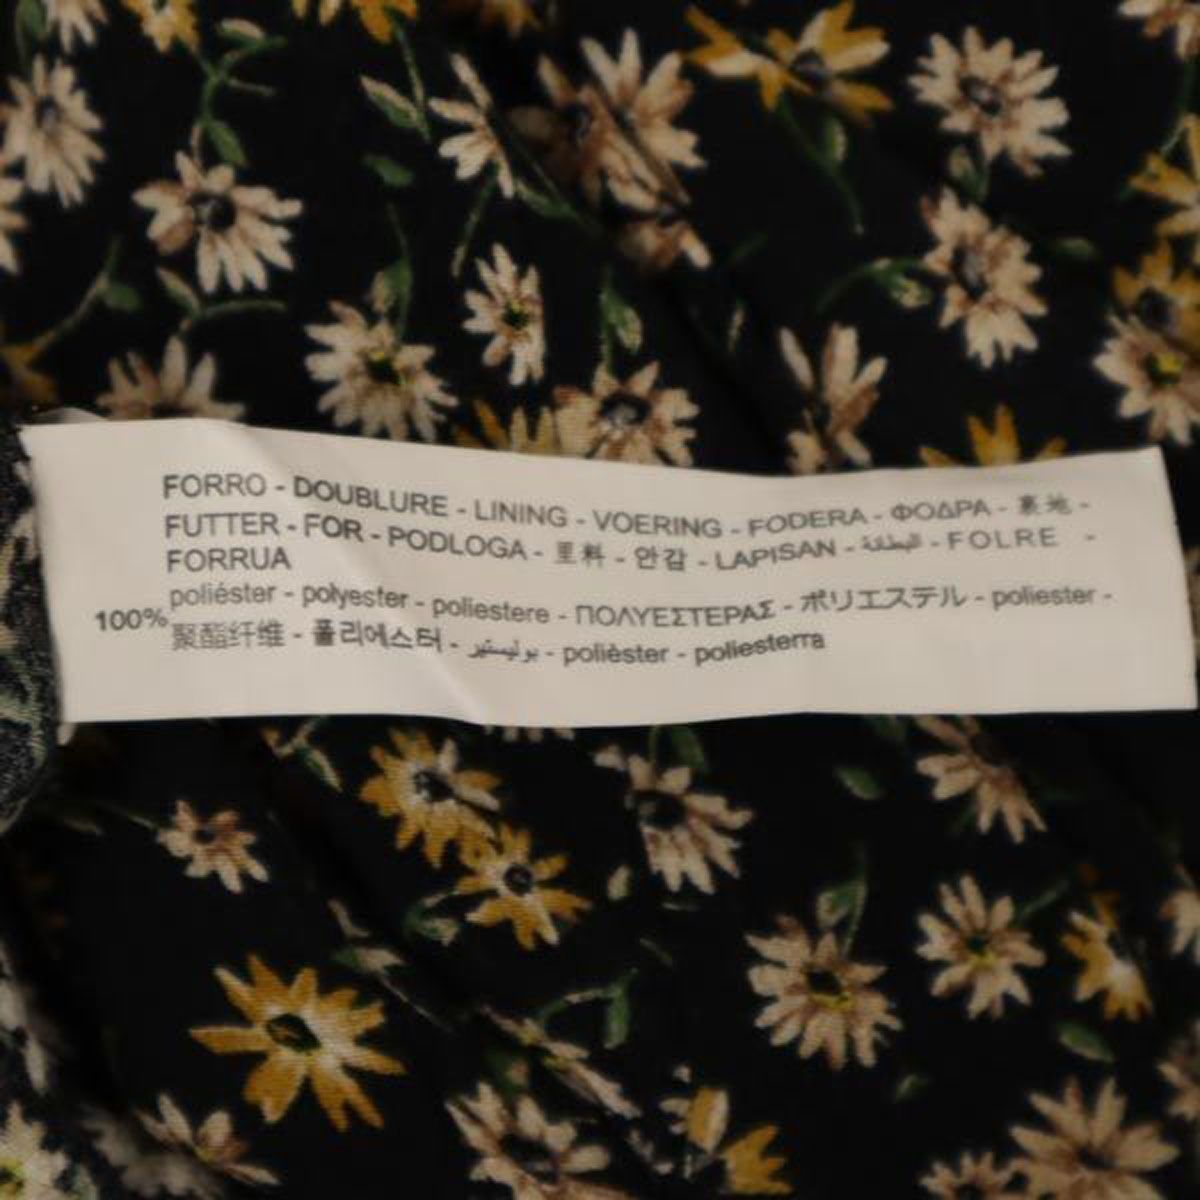 FORRO - DOUBLURE - LINING - VOERING - FODERA - ΦΟΔΡΑ - 裏地 -
FUTTER - FOR - PODLOGA - 里料 - 안감 - LAPISAN - البطانة - FOLRE -
FORRUA
poliéster - polyester - poliestere - ΠΟΛΥΕΣΤΕΡΑΣ - ポリエステル - poliester -
100% 聚酯纤维 - 폴리에스터 - بوليستير - polièster - poliesterra